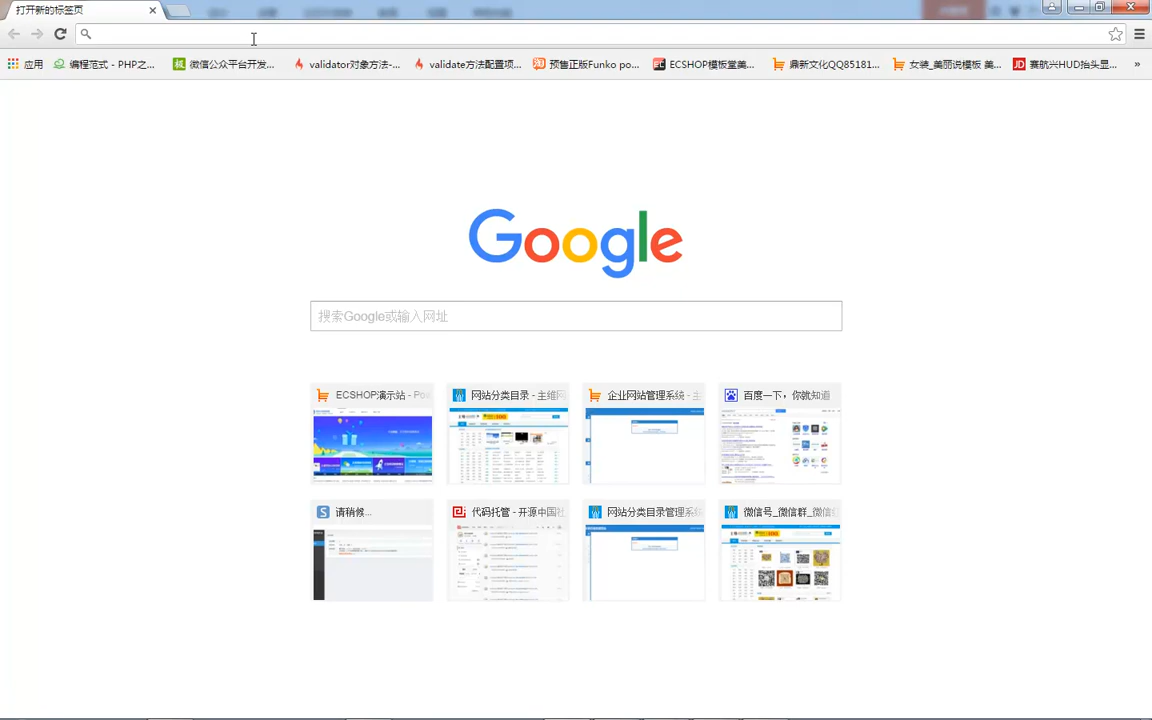 打开新的标签页
应用
编程范式 - PHP之...
微信公众平台开发...
validator对象方法-...
validate方法配置项...
预售正版Funko po...
ECSHOP模板堂美...
鼎新文化QQ85181...
女装_美丽说模板 美...
赛航兴HUD抬头显...
»
Google
搜索Google或输入网址
ECSHOP演示站 - Po
网站分类目录 - 主维网
企业网站管理系统 - 主
百度一下，你就知道
请稍候...
代码托管 - 开源中国社
网站分类目录管理系统
微信号_微信群_微信